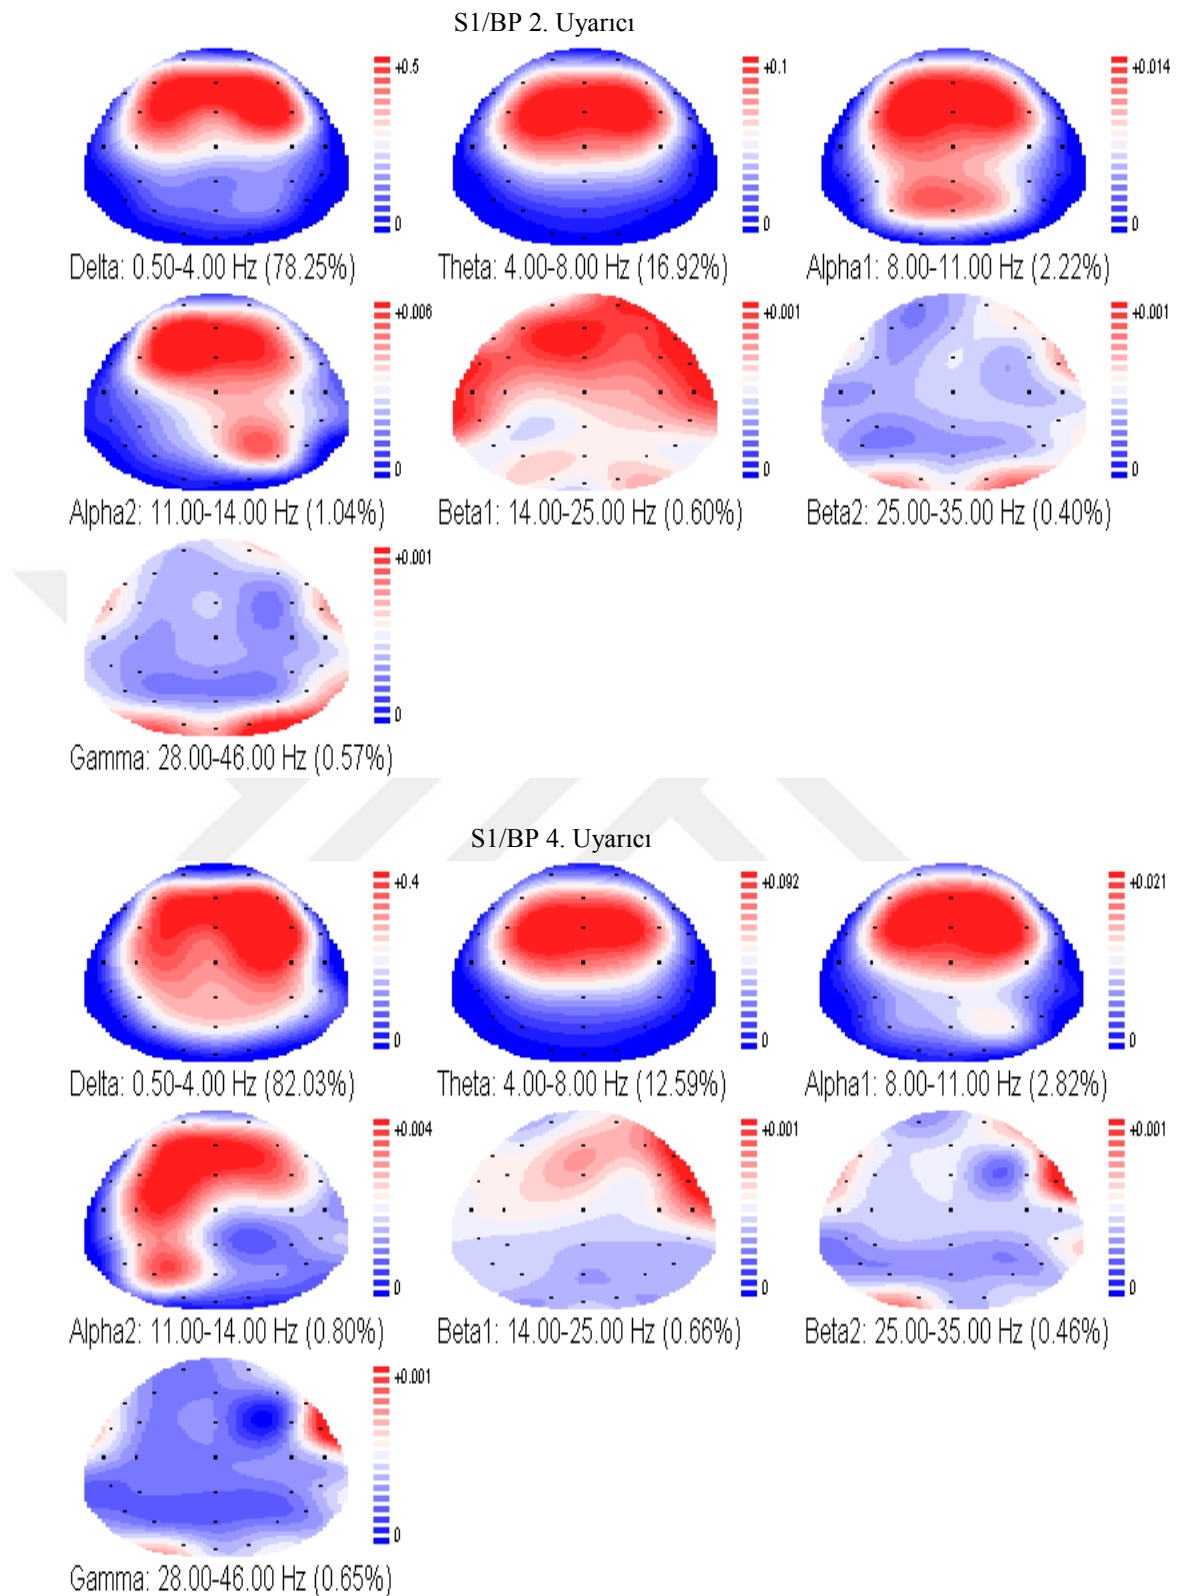 S1/BP 2. Uyarıcı
+0.5
0
+0.1
0
+0.014
0
Delta: 0.50-4.00 Hz (78.25%)
Theta: 4.00-8.00 Hz (16.92%)
Alpha1: 8.00-11.00 Hz (2.22%)
+0.006
0
+0.001
0
+0.001
0
Alpha2: 11.00-14.00 Hz (1.04%)
Beta1: 14.00-25.00 Hz (0.60%)
Beta2: 25.00-35.00 Hz (0.40%)
+0.001
0
Gamma: 28.00-46.00 Hz (0.57%)
S1/BP 4. Uyarıcı
+0.4
0
+0.092
0
+0.021
0
Delta: 0.50-4.00 Hz (82.03%)
Theta: 4.00-8.00 Hz (12.59%)
Alpha1: 8.00-11.00 Hz (2.82%)
+0.004
0
+0.001
0
+0.001
0
Alpha2: 11.00-14.00 Hz (0.80%)
Beta1: 14.00-25.00 Hz (0.66%)
Beta2: 25.00-35.00 Hz (0.46%)
+0.001
0
Gamma: 28.00-46.00 Hz (0.65%)